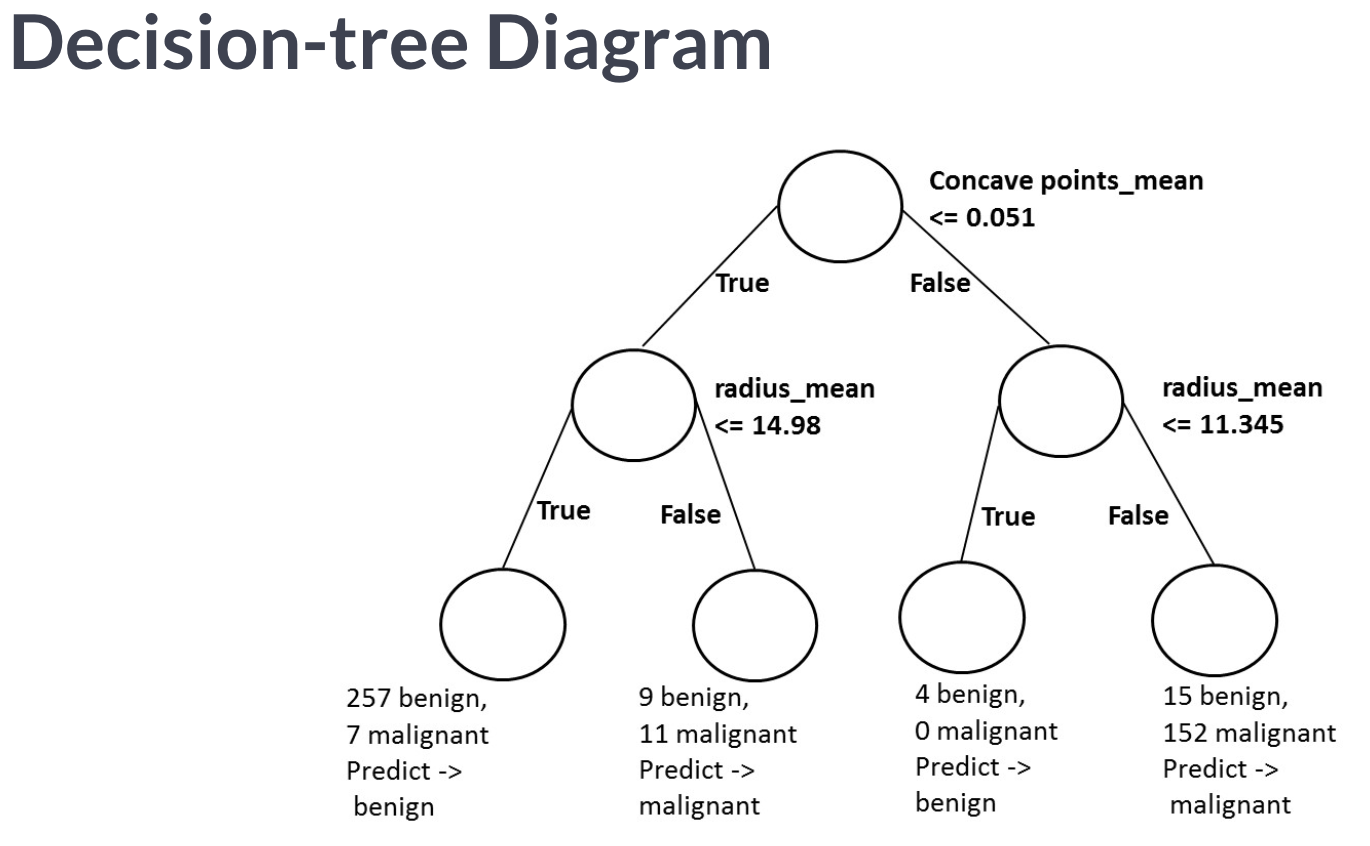 Decision-tree Diagram
Concave points_mean
<= 0.051
True
False
radius_mean
<= 14.98
radius_mean
<= 11.345
True
False
True
False
257 benign,
7 malignant
Predict ->
benign
9 benign,
11 malignant
Predict ->
malignant
4 benign,
0 malignant
Predict ->
benign
15 benign,
152 malignant
Predict ->
malignant